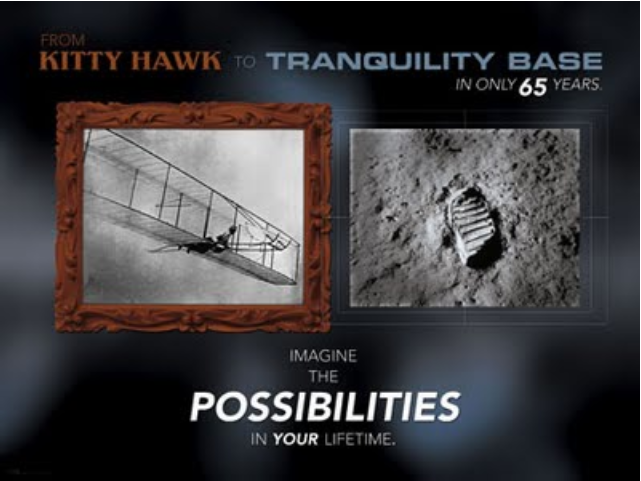 FROM
KITTY HAWK TO TRANQUILITY BASE
IN ONLY 65 YEARS.
IMAGINE
THE
POSSIBILITIES
IN YOUR LIFETIME.